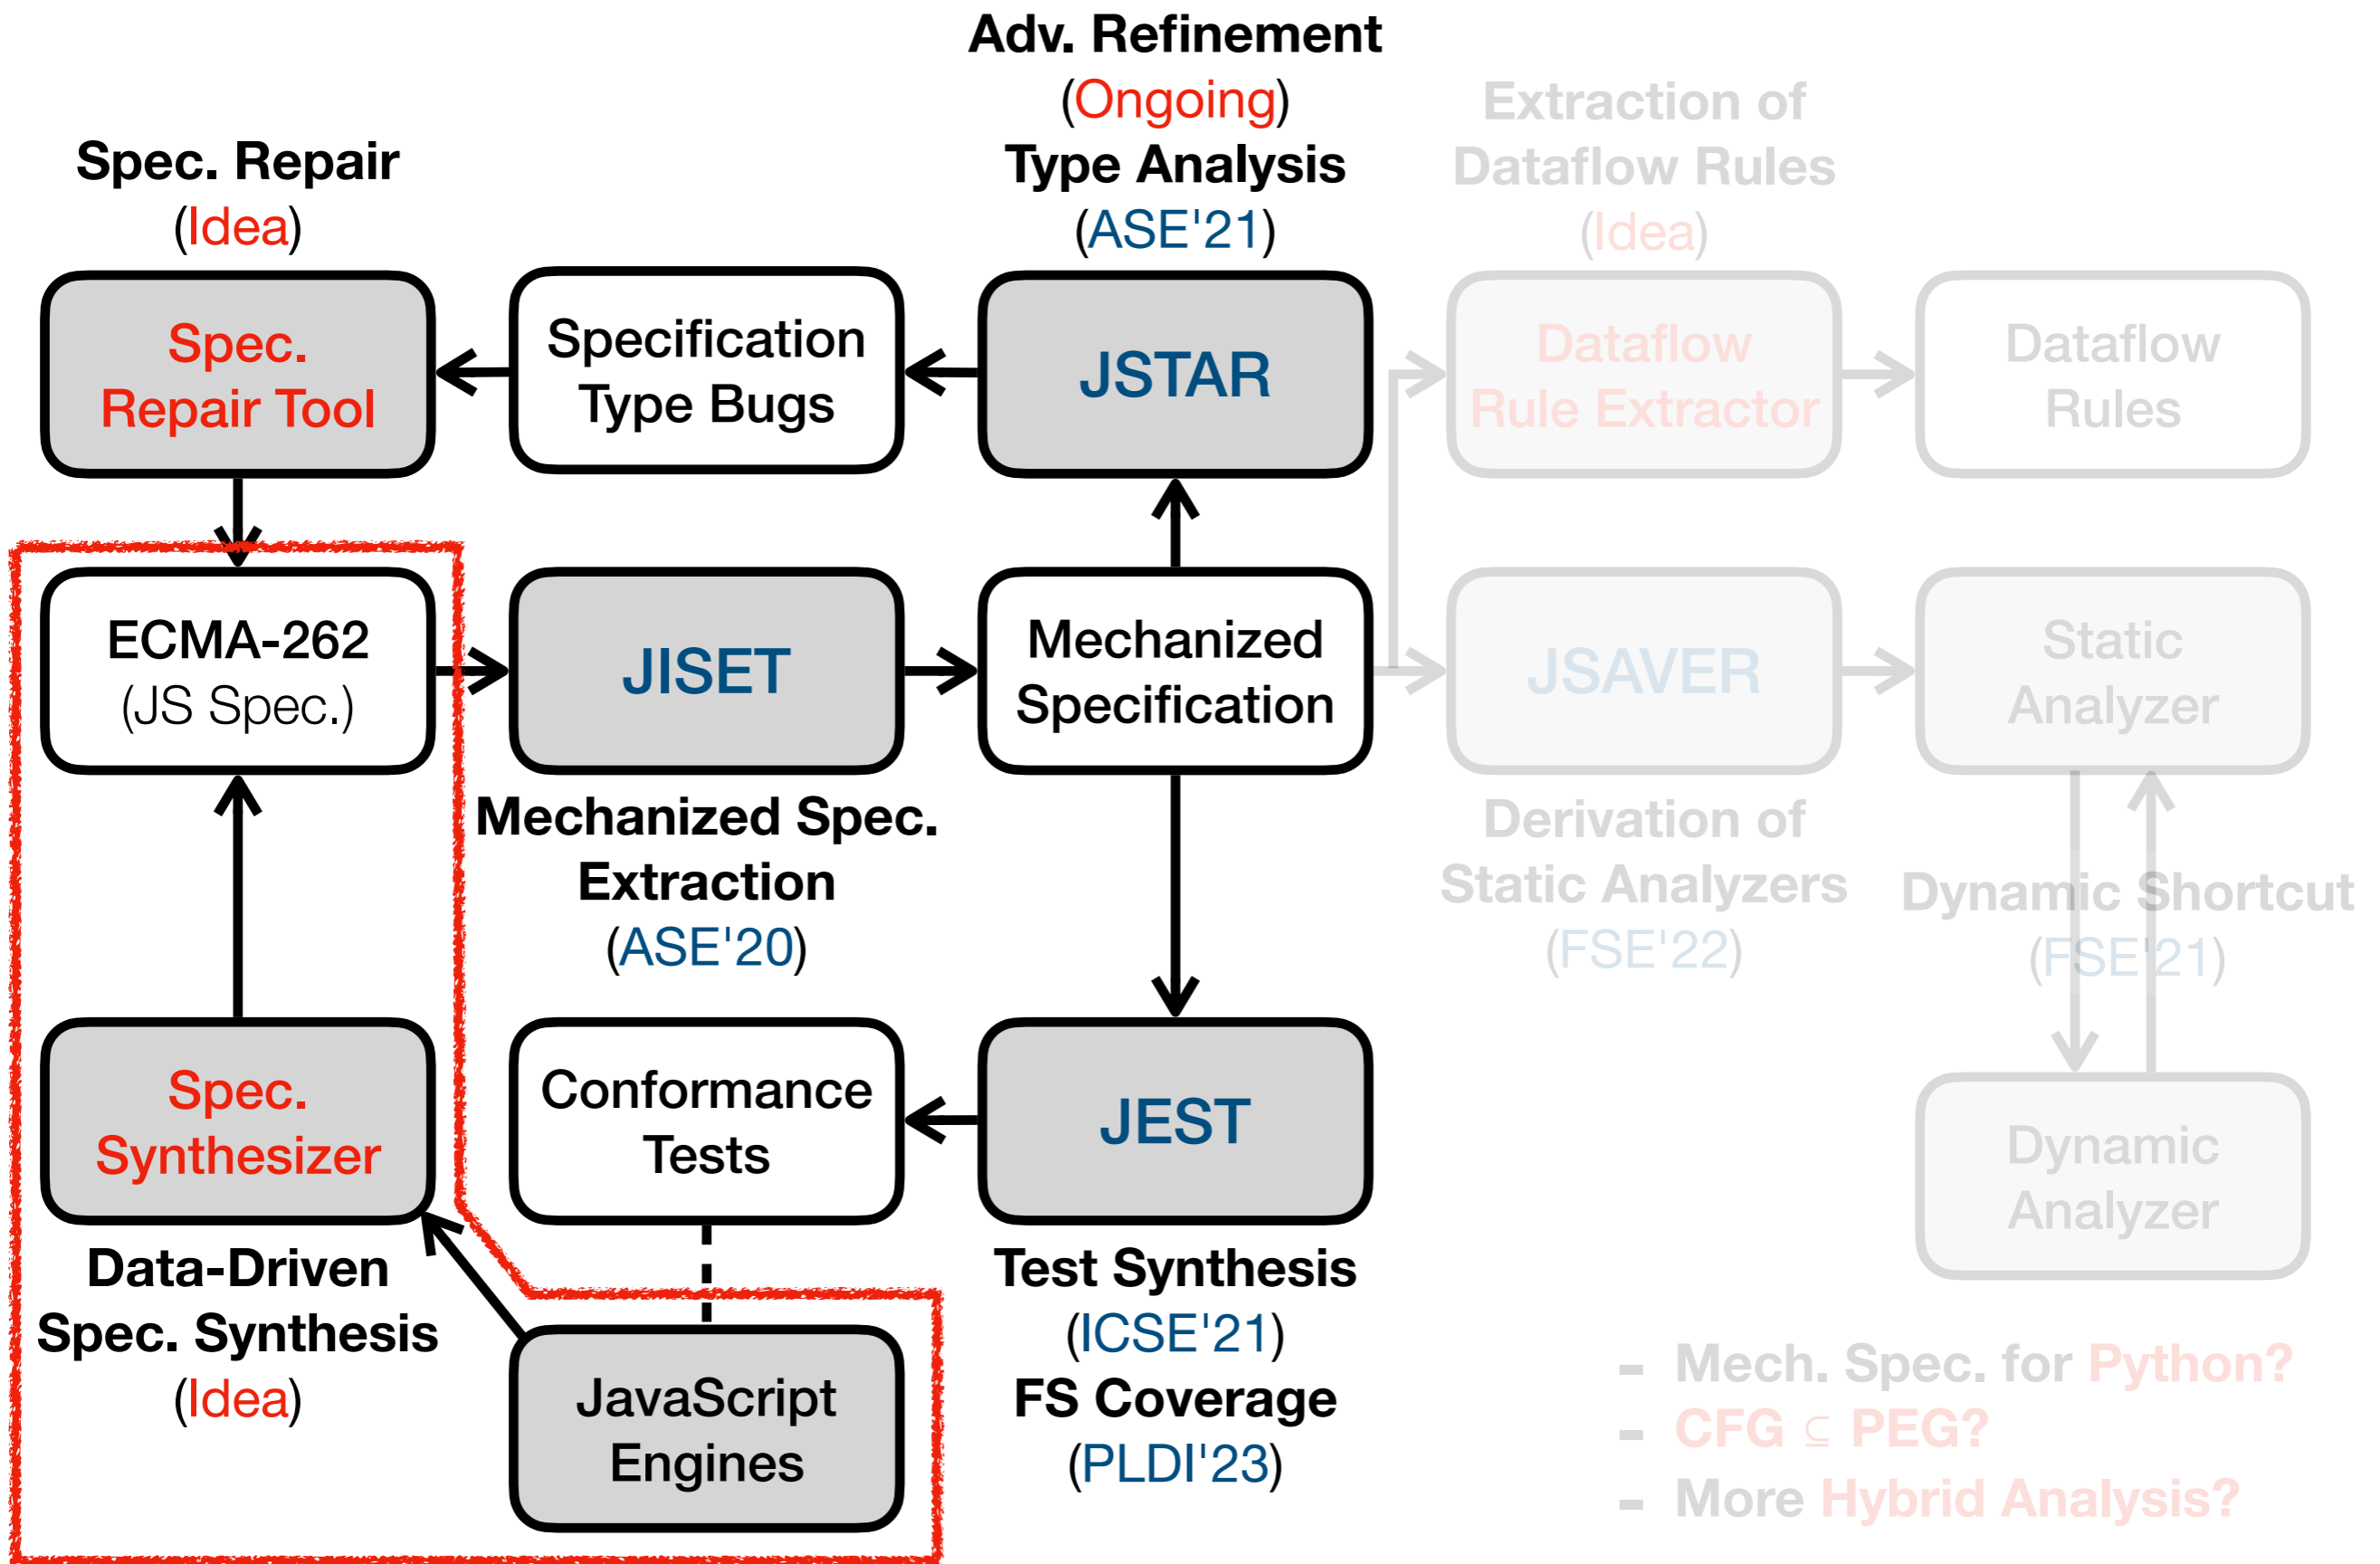 Adv. Refinement
(Ongoing)
Type Analysis
(ASE'21)
Spec. Repair
(Idea)
Extraction of
Dataflow Rules
(Idea)
Spec.
Repair Tool
Specification
Type Bugs
JSTAR
Dataflow
Rule Extractor
Dataflow
Rules
ECMA-262
(JS Spec.)
JISET
Mechanized
Specification
JSAVER
Static
Analyzer
Mechanized Spec.
Extraction
(ASE'20)
Derivation of
Static Analyzers
(FSE'22)
Dynamic Shortcut
(FSE'21)
Spec.
Synthesizer
Conformance
Tests
JEST
Dynamic
Analyzer
Data-Driven
Spec. Synthesis
(Idea)
JavaScript
Engines
Test Synthesis
(ICSE'21)
FS Coverage
(PLDI'23)
- Mech. Spec. for Python?
- CFG ⊆ PEG?
- More Hybrid Analysis?